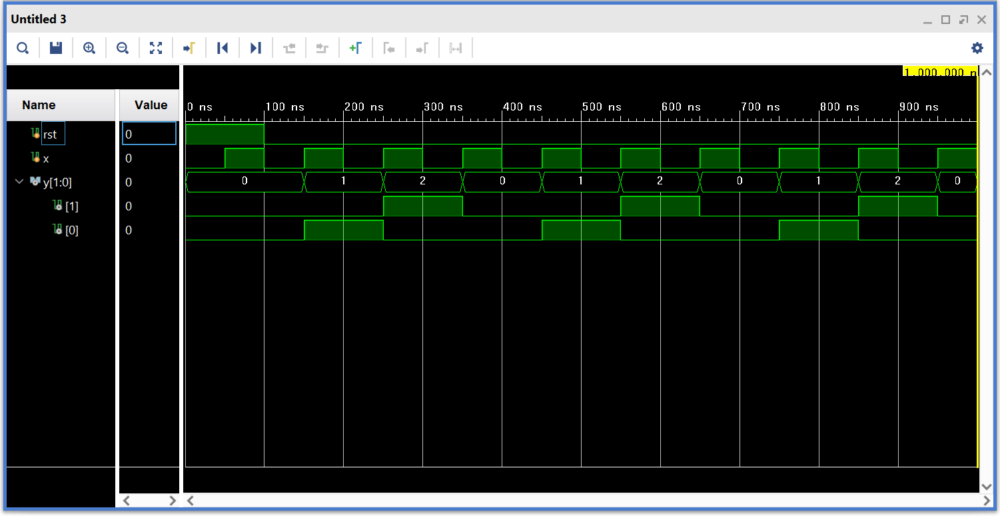 Untitled 3
1,000.000 n
Name Value
0 ns 100 ns 200 ns 300 ns 400 ns 500 ns 600 ns 700 ns 800 ns 900 ns
rst 0
x 0
y[1:0] 0 0 1 2 0 1 2 0 1 2 0
[1] 0
[0] 0